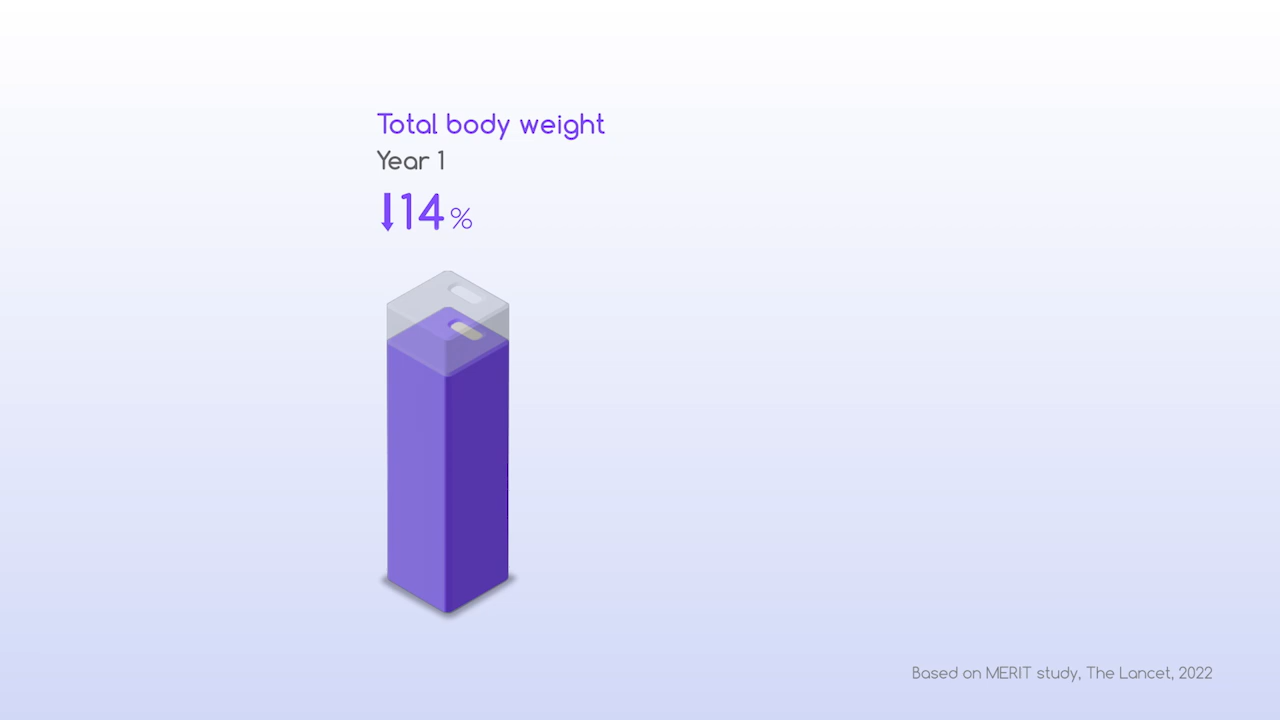 Total body weight
Year 1
↓14%
Based on MERIT study, The Lancet, 2022